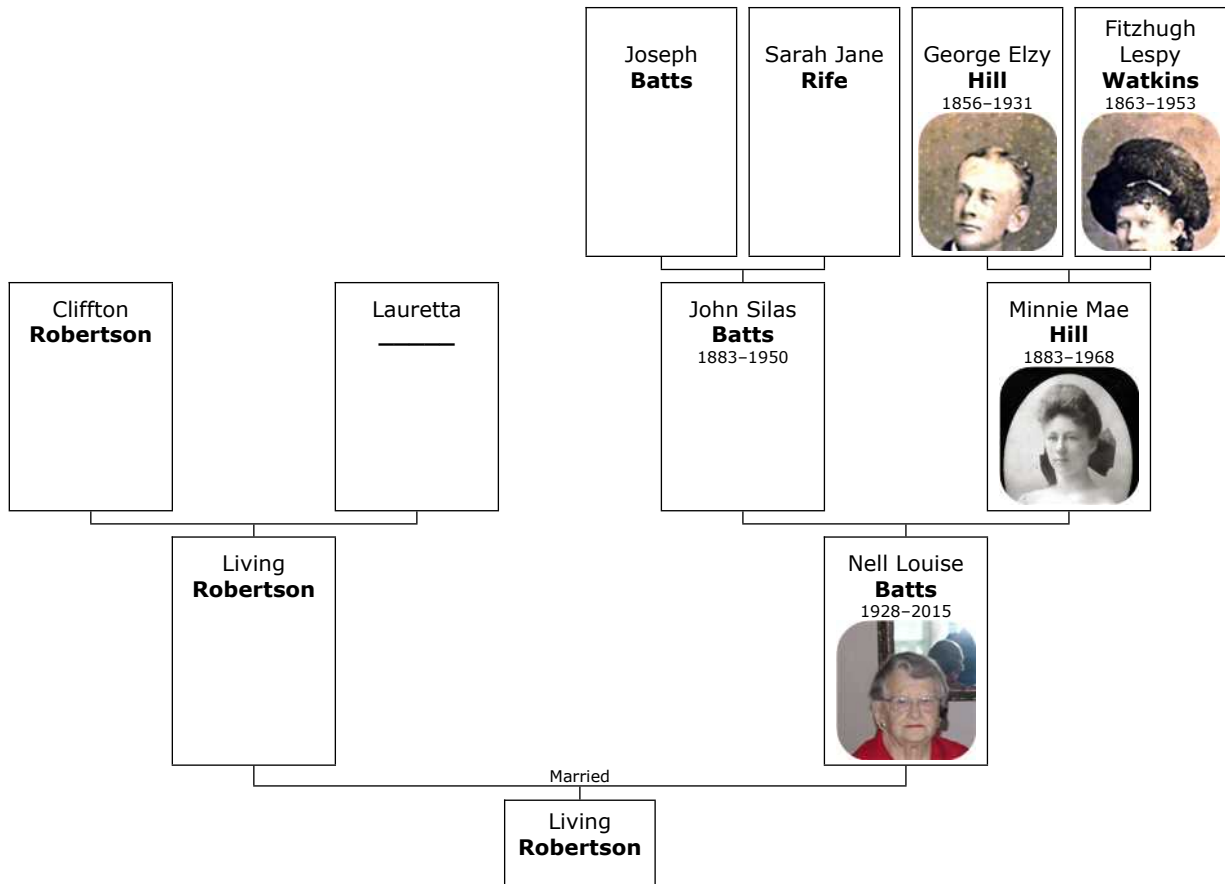 Joseph
Batts
Sarah Jane
Rife
George Elzy
Hill
1856–1931
Fitzhugh
Lespy
Watkins
1863–1953
Cliffton
Robertson
Lauretta
John Silas
Batts
1883–1950
Minnie Mae
Hill
1883–1968
Living
Robertson
Nell Louise
Batts
1928–2015
Married
Living
Robertson